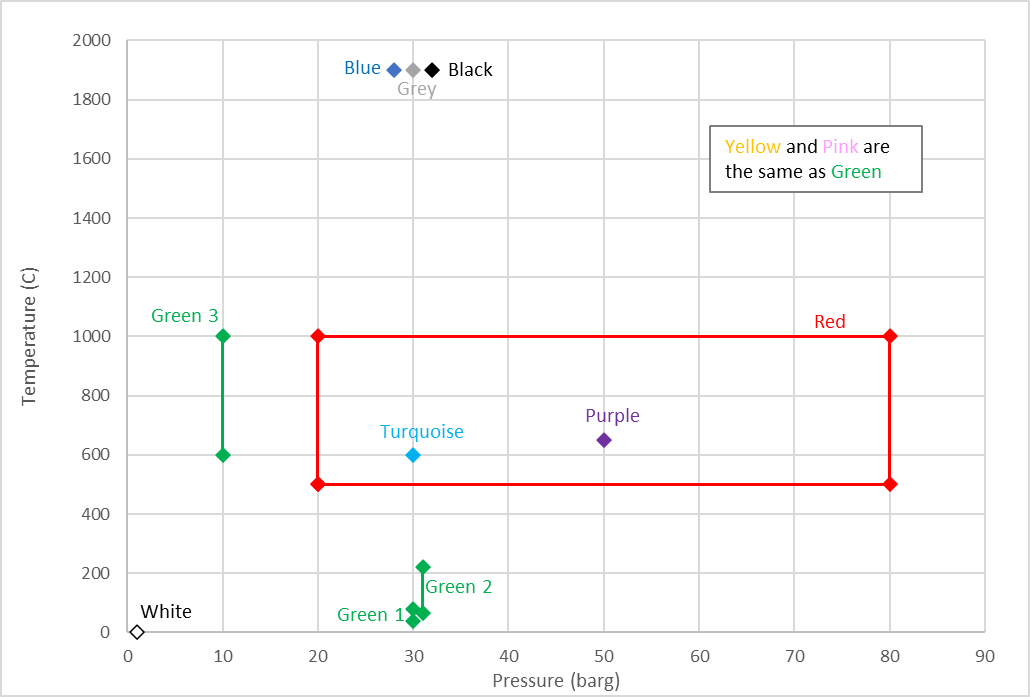 2000
1800
1600
1400
1200
1000
800
600
400
200
0
Temperature (C)
Blue
Grey
Black
Yellow and Pink are
the same as Green
Green 3
Red
Purple
Turquoise
Green 2
Green 1
White
0 10 20 30 40 50 60 70 80 90
Pressure (barg)